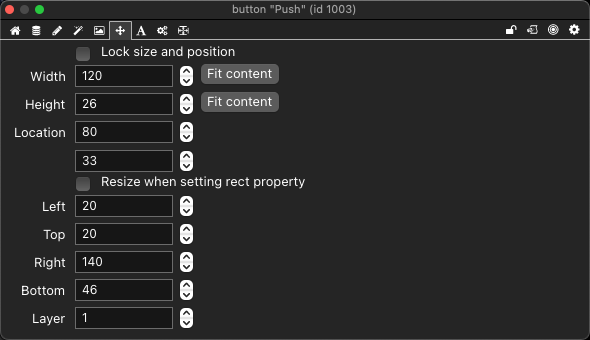 button "Push" (id 1003)
A
Lock size and position
Width 120 Fit content
Height 26 Fit content
Location 80
33
Resize when setting rect property
Left 20
Top 20
Right 140
Bottom 46
Layer 1